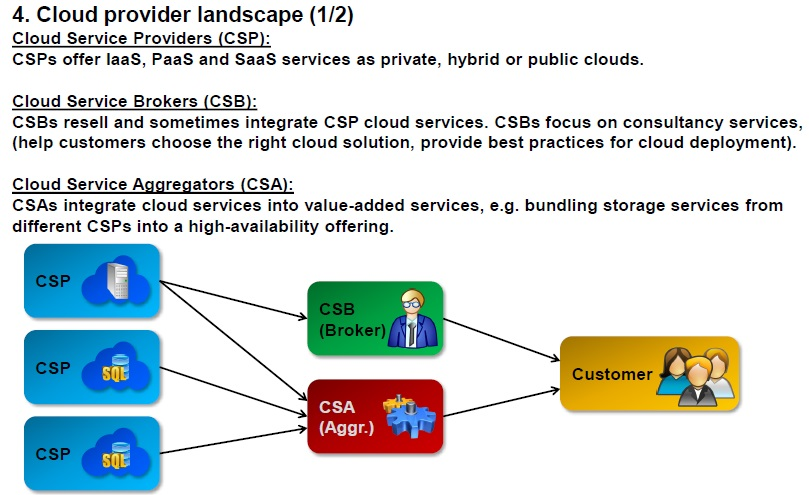 4. Cloud provider landscape (1/2)
Cloud Service Providers (CSP):
CSPs offer IaaS, PaaS and SaaS services as private, hybrid or public clouds.
Cloud Service Brokers (CSB):
CSBs resell and sometimes integrate CSP cloud services. CSBs focus on consultancy services,
(help customers choose the right cloud solution, provide best practices for cloud deployment).
Cloud Service Aggregators (CSA):
CSAs integrate cloud services into value-added services, e.g. bundling storage services from
different CSPs into a high-availability offering.
CSP
CSB
(Broker)
CSP
SQL
Customer
CSA
(Aggr.)
CSP
SQL